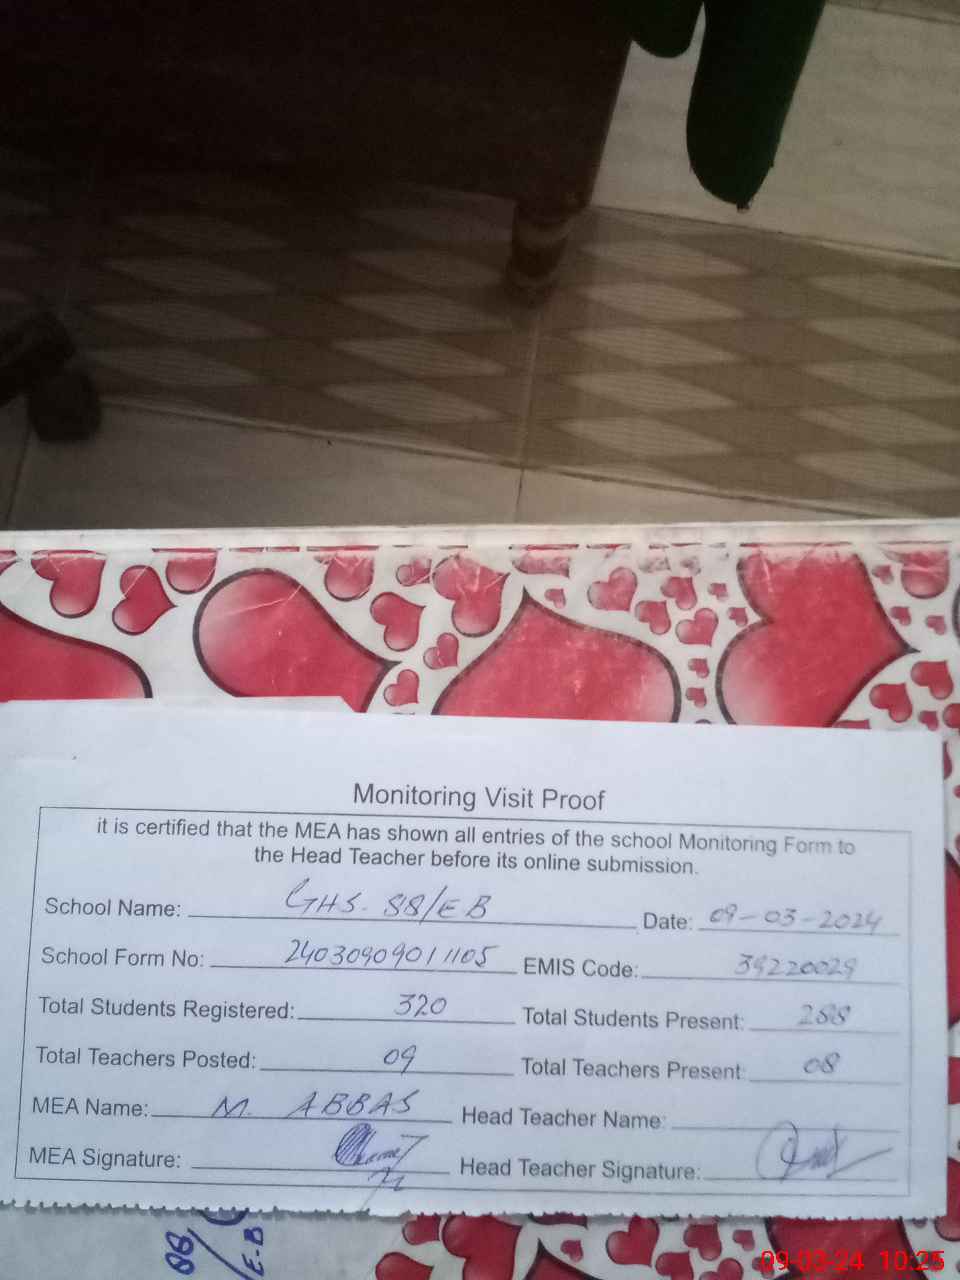 Monitoring Visit Proof
it is certified that the MEA has shown all entries of the school Monitoring Form to
the Head Teacher before its online submission.
School Name: GHS. 88/EB Date: 09-03-2024
School Form No: 24030909011105 EMIS Code: 39220029
Total Students Registered: 320 Total Students Present: 288
Total Teachers Posted: 09 Total Teachers Present: 08
MEA Name: M. ABBAS Head Teacher Name:
MEA Signature: Head Teacher Signature:
88/E.B
09-03-24 10:25